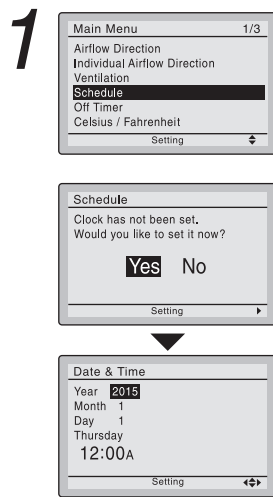 1
Main Menu 1/3
Airflow Direction
Individual Airflow Direction
Ventilation
Schedule
Off Timer
Celsius / Fahrenheit
Setting
Schedule
Clock has not been set.
Would you like to set it now?
Yes No
Setting
Date & Time
Year 2015
Month 1
Day 1
Thursday
12:00A
Setting